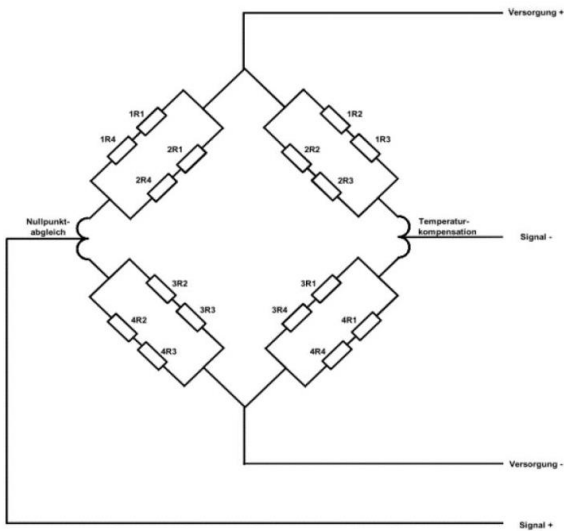 Versorgung +
1R1
1R2
1R4
1R3
2R1
2R2
2R4
2R3
Nullpunkt-
abgleich
Temperatur-
kompensation
Signal -
3R2
3R1
3R3
3R4
4R2
4R1
4R3
4R4
Versorgung -
Signal +